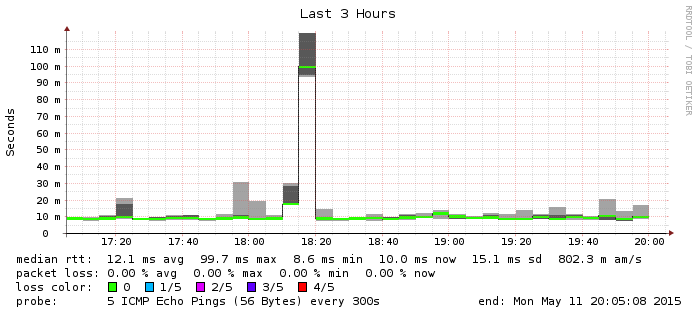 Last 3 Hours
RRDTOOL / TOBI OETIKER
Seconds
110 m
100 m
90 m
80 m
70 m
60 m
50 m
40 m
30 m
20 m
10 m
0
17:20 17:40 18:00 18:20 18:40 19:00 19:20 19:40 20:00
median rtt: 12.1 ms avg 99.7 ms max 8.6 ms min 10.0 ms now 15.1 ms sd 802.3 m am/s
packet loss: 0.00 % avg 0.00 % max 0.00 % min 0.00 % now
loss color: 0 1/5 2/5 3/5 4/5
probe: 5 ICMP Echo Pings (56 Bytes) every 300s end: Mon May 11 20:05:08 2015